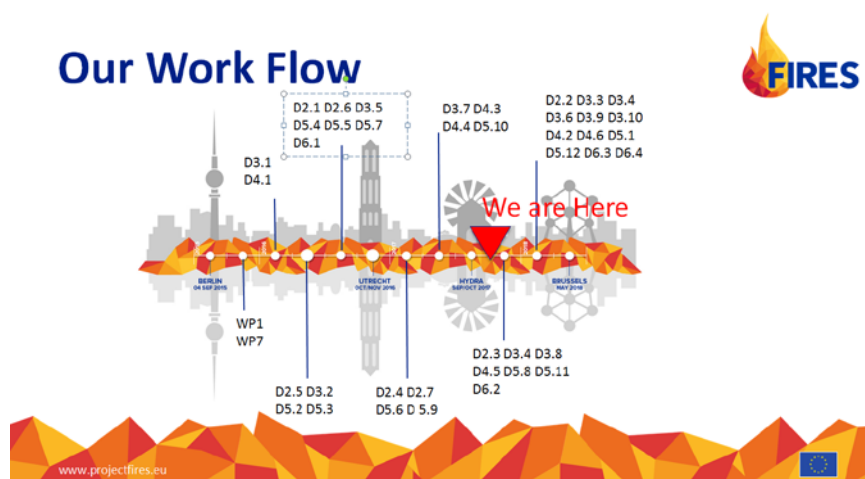 Our Work Flow
FIRES
D2.1 D2.6 D3.5
D5.4 D5.5 D5.7
D6.1
D3.7 D4.3
D4.4 D5.10
D2.2 D3.3 D3.4
D3.6 D3.9 D3.10
D4.2 D4.6 D5.1
D5.12 D6.3 D6.4
D3.1
D4.1
We are Here
BERLIN
04 SEP 2015
UTRECHT
OCT/NOV 2016
HYDRA
SEP/OCT 2017
BRUSSELS
MAY 2018
WP1
WP7
D2.5 D3.2
D5.2 D5.3
D2.4 D2.7
D5.6 D5.9
D2.3 D3.4 D3.8
D4.5 D5.8 D5.11
D6.2
www.projectfires.eu